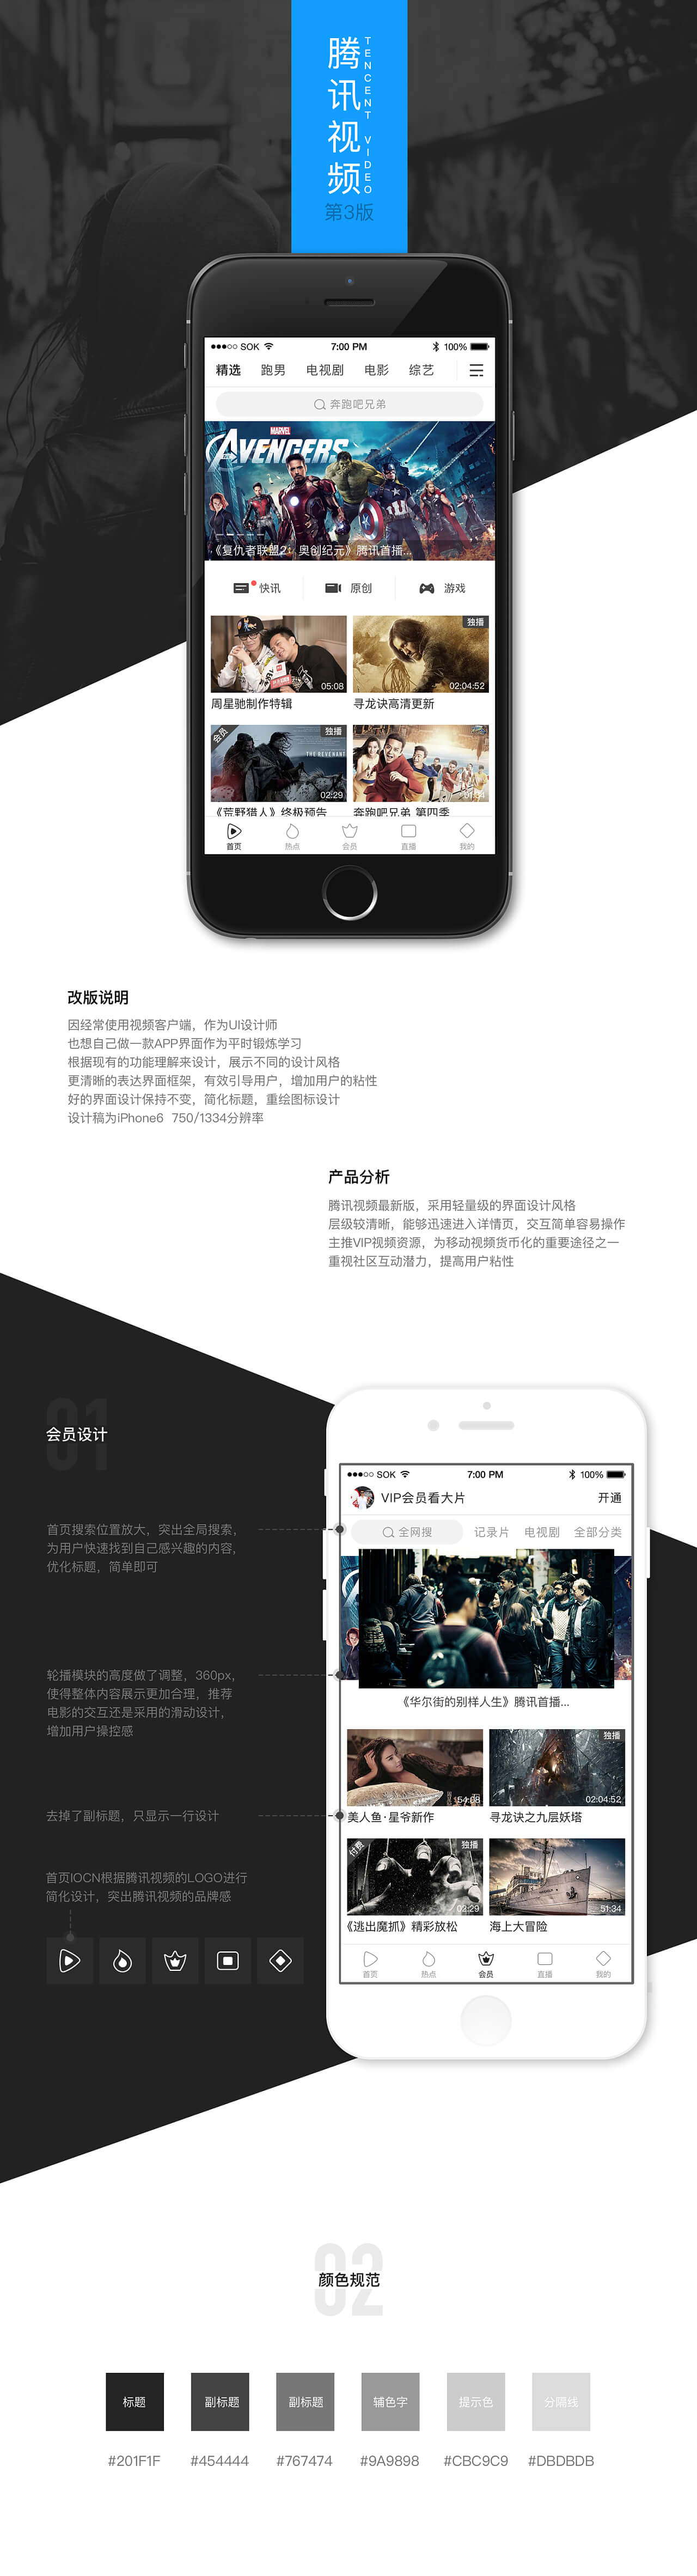 腾讯视频
TENCENT VIDEO
第3版
SOK
7:00 PM
100%
精选 跑男 电视剧 电影 综艺
奔跑吧兄弟
MARVEL
AVENGERS
《复仇者联盟2：奥创纪元》腾讯首播...
快讯 原创 游戏
独播
05:08
02:04:52
周星驰制作特辑
寻龙诀高清更新
会员
独播
THE REVENANT
02:29
《荒野猎人》终极预告
奔跑吧兄弟 第四季
首页 热点 会员 直播 我的
改版说明
因经常使用视频客户端，作为UI设计师
也想自己做一款APP界面作为平时锻炼学习
根据现有的功能理解来设计，展示不同的设计风格
更清晰的表达界面框架，有效引导用户，增加用户的粘性
好的界面设计保持不变，简化标题，重绘图标设计
设计稿为iPhone6 750/1334分辨率
产品分析
腾讯视频最新版，采用轻量级的界面设计风格
层级较清晰，能够迅速进入详情页，交互简单容易操作
主推VIP视频资源，为移动视频货币化的重要途径之一
重视社区互动潜力，提高用户粘性
01
会员设计
首页搜索位置放大，突出全局搜索，
为用户快速找到自己感兴趣的内容，
优化标题，简单即可
轮播模块的高度做了调整，360px，
使得整体内容展示更加合理，推荐
电影的交互还是采用的滑动设计，
增加用户操控感
去掉了副标题，只显示一行设计
首页IOCN根据腾讯视频的LOGO进行
简化设计，突出腾讯视频的品牌感
SOK
7:00 PM
100%
VIP会员看大片
开通
全网搜 记录片 电视剧 全部分类
《华尔街的别样人生》腾讯首播...
独播
54:08
02:04:52
美人鱼·星爷新作
寻龙诀之九层妖塔
付费
独播
02:29
51:34
《逃出魔抓》精彩放松
海上大冒险
首页 热点 会员 直播 我的
02
颜色规范
标题 副标题 副标题 辅色字 提示色 分隔线
#201F1F #454444 #767474 #9A9898 #CBC9C9 #DBDBDB